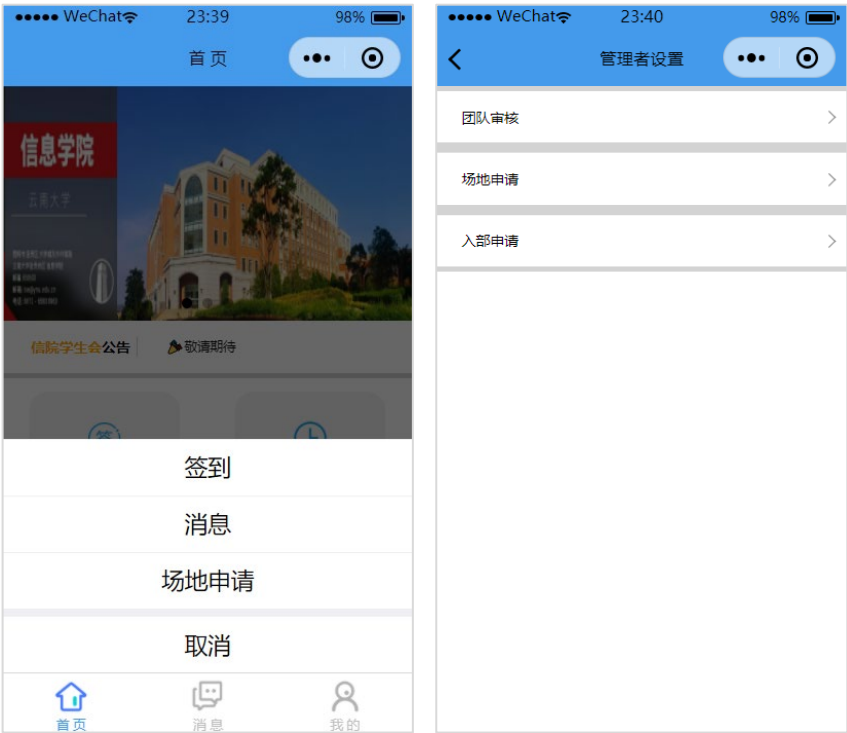 ●●●●● WeChat 23:39 98%
首页
信息学院
云南大学
信院学生会公告 敬请期待
签
签到
消息
场地申请
取消
首页 消息 我的
●●●●● WeChat 23:40 98%
管理者设置
团队审核
场地申请
入部申请